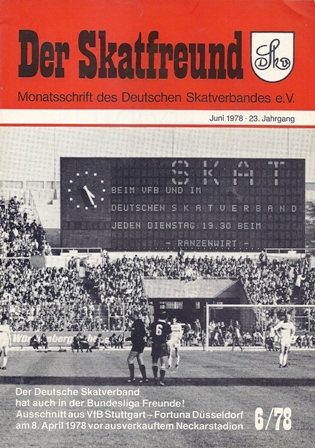 Der Skatfreund
DSkV
Monatsschrift des Deutschen Skatverbandes e.V.
Juni 1978 · 23. Jahrgang
SKAT
BEIM VFB UND IM
DEUTSCHEN SKATVERBAND
JEDEN DIENSTAG 19.30 BEIM
- RANZENWIRT -
6
Der Deutsche Skatverband
hat auch in der Bundesliga Freunde!
Ausschnitt aus VfB Stuttgart – Fortuna Düsseldorf
am 8. April 1978 vor ausverkauftem Neckarstadion
6/78